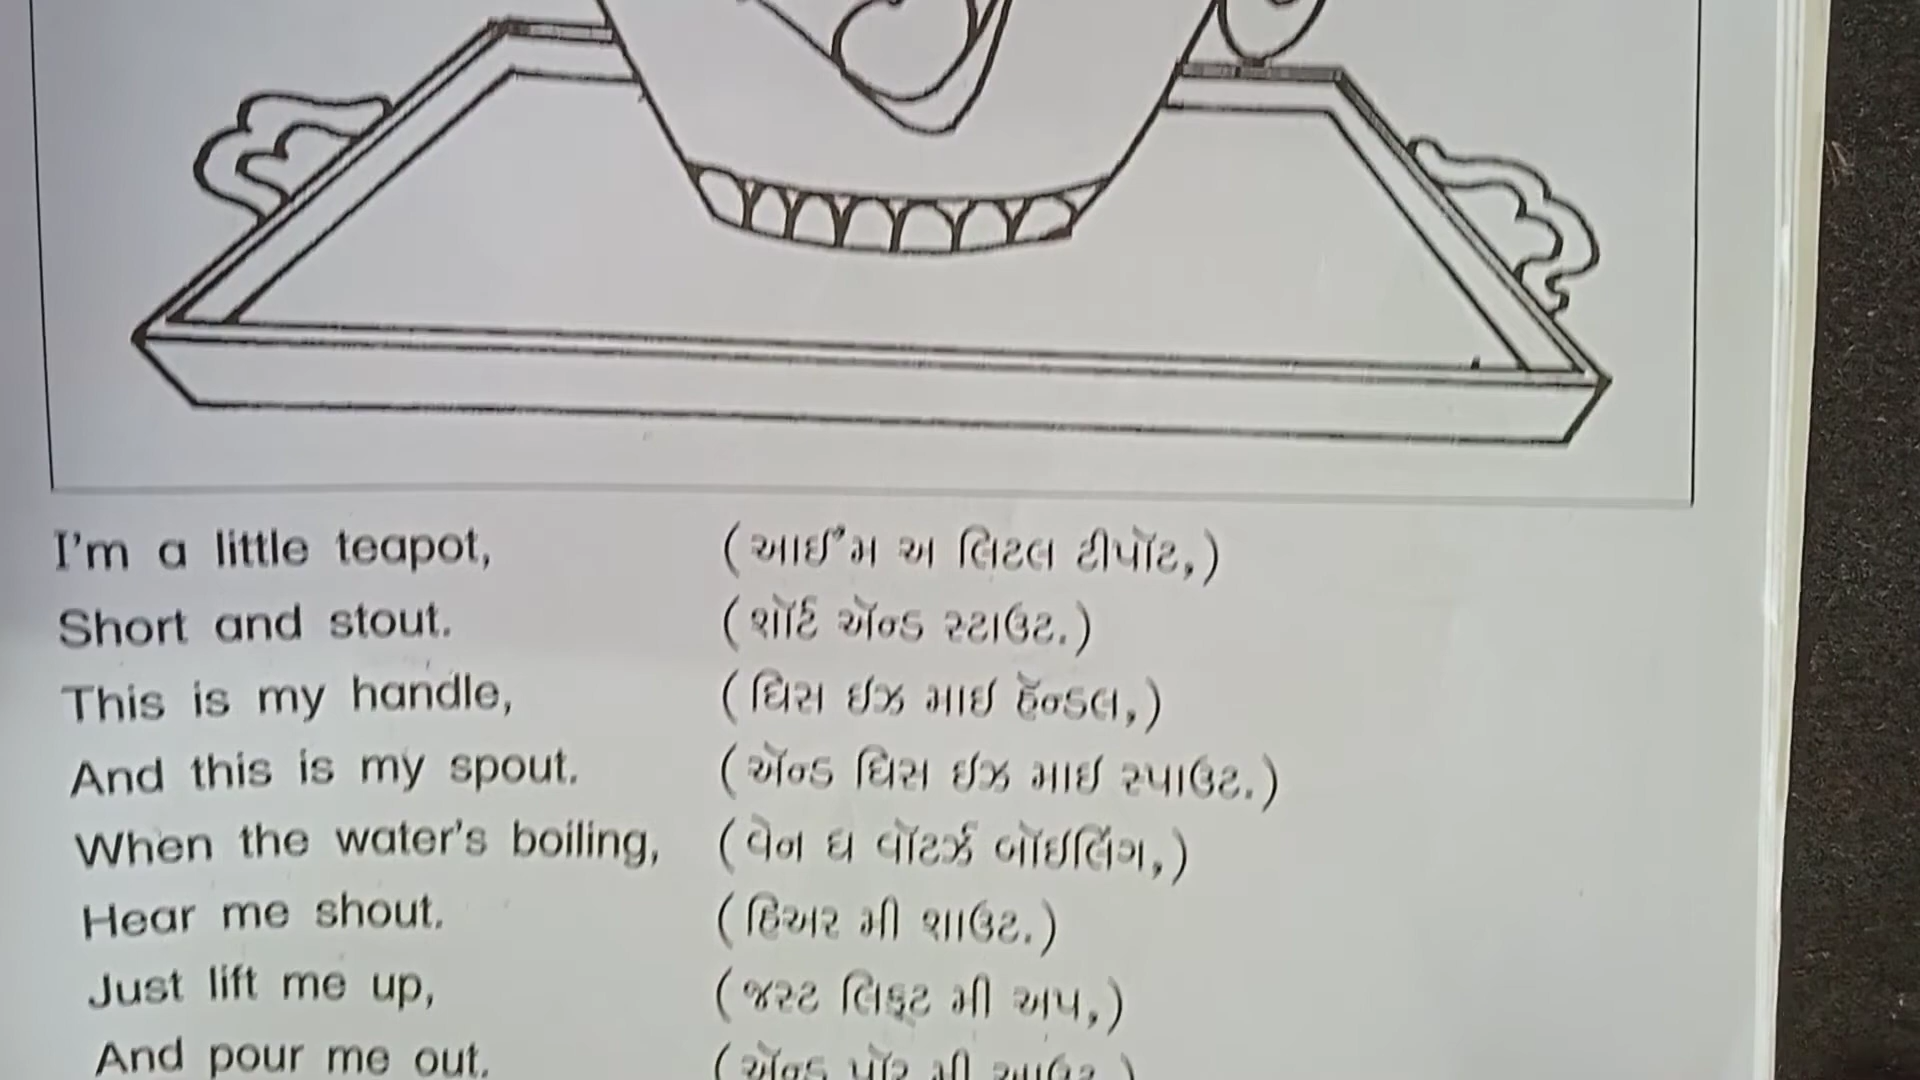 I'm a little teapot, (આઈ'મ અ લિટલ ટીપૉટ,)
Short and stout. (શૉર્ટ ઍન્ડ સ્ટાઉટ.)
This is my handle, (ધિસ ઇઝ માઇ હૅન્ડલ,)
And this is my spout. (ઍન્ડ ધિસ ઇઝ માઇ સ્પાઉટ.)
When the water's boiling, (વેન ધ વૉટર્ઝ બૉઇલિંગ,)
Hear me shout. (હિઅર મી શાઉટ.)
Just lift me up, (જસ્ટ લિફ્ટ મી અપ,)
And pour me out. (ઍન્ડ પૉર મી આઉટ.)